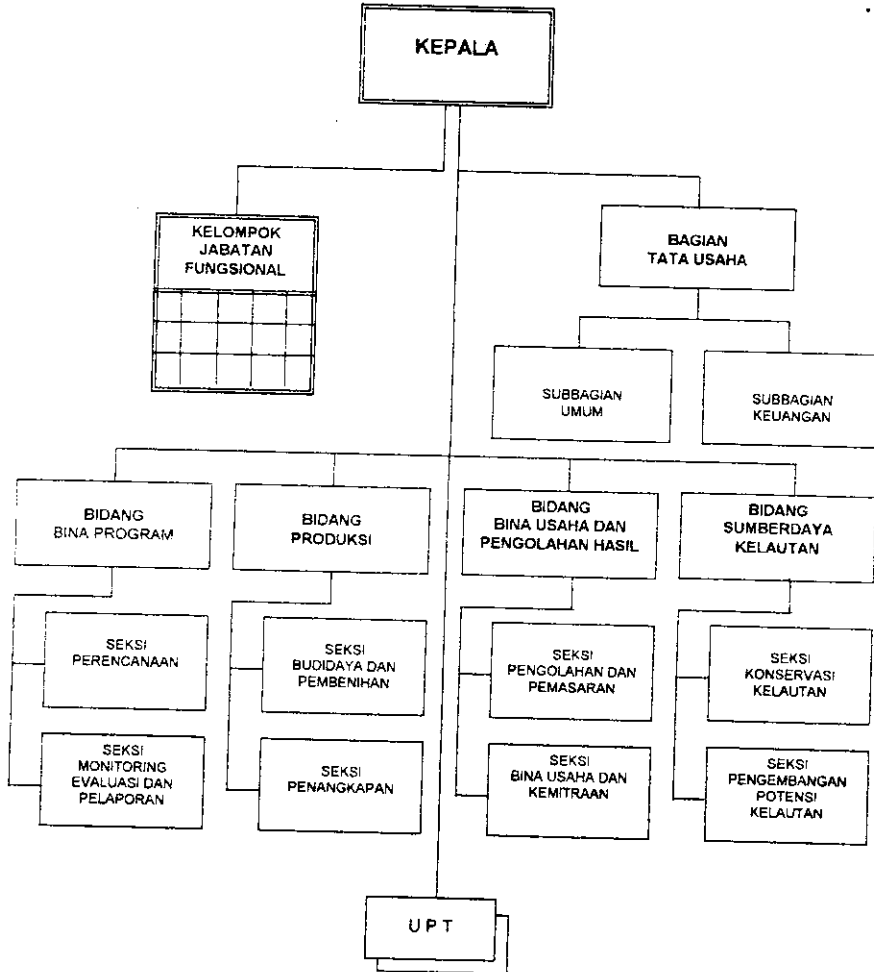 KEPALA
KELOMPOK
JABATAN
FUNGSIONAL
BAGIAN
TATA USAHA
SUBBAGIAN
UMUM
SUBBAGIAN
KEUANGAN
BIDANG
BINA PROGRAM
BIDANG
PRODUKSI
BIDANG
BINA USAHA DAN
PENGOLAHAN HASIL
BIDANG
SUMBERDAYA
KELAUTAN
SEKSI
PERENCANAAN
SEKSI
BUDIDAYA DAN
PEMBENIHAN
SEKSI
PENGOLAHAN DAN
PEMASARAN
SEKSI
KONSERVASI
KELAUTAN
SEKSI
MONITORING
EVALUASI DAN
PELAPORAN
SEKSI
PENANGKAPAN
SEKSI
BINA USAHA DAN
KEMITRAAN
SEKSI
PENGEMBANGAN
POTENSI
KELAUTAN
U P T